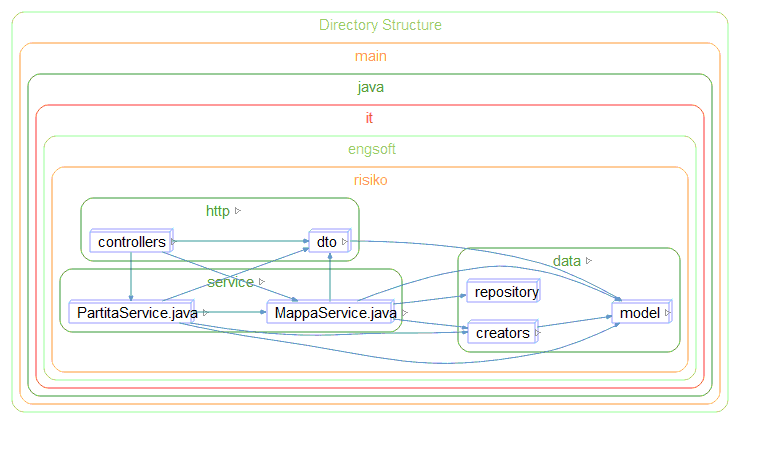 Directory Structure
main
java
it
engsoft
risiko
http
controllers
dto
service
data
PartitaService.java
MappaService.java
repository
creators
model